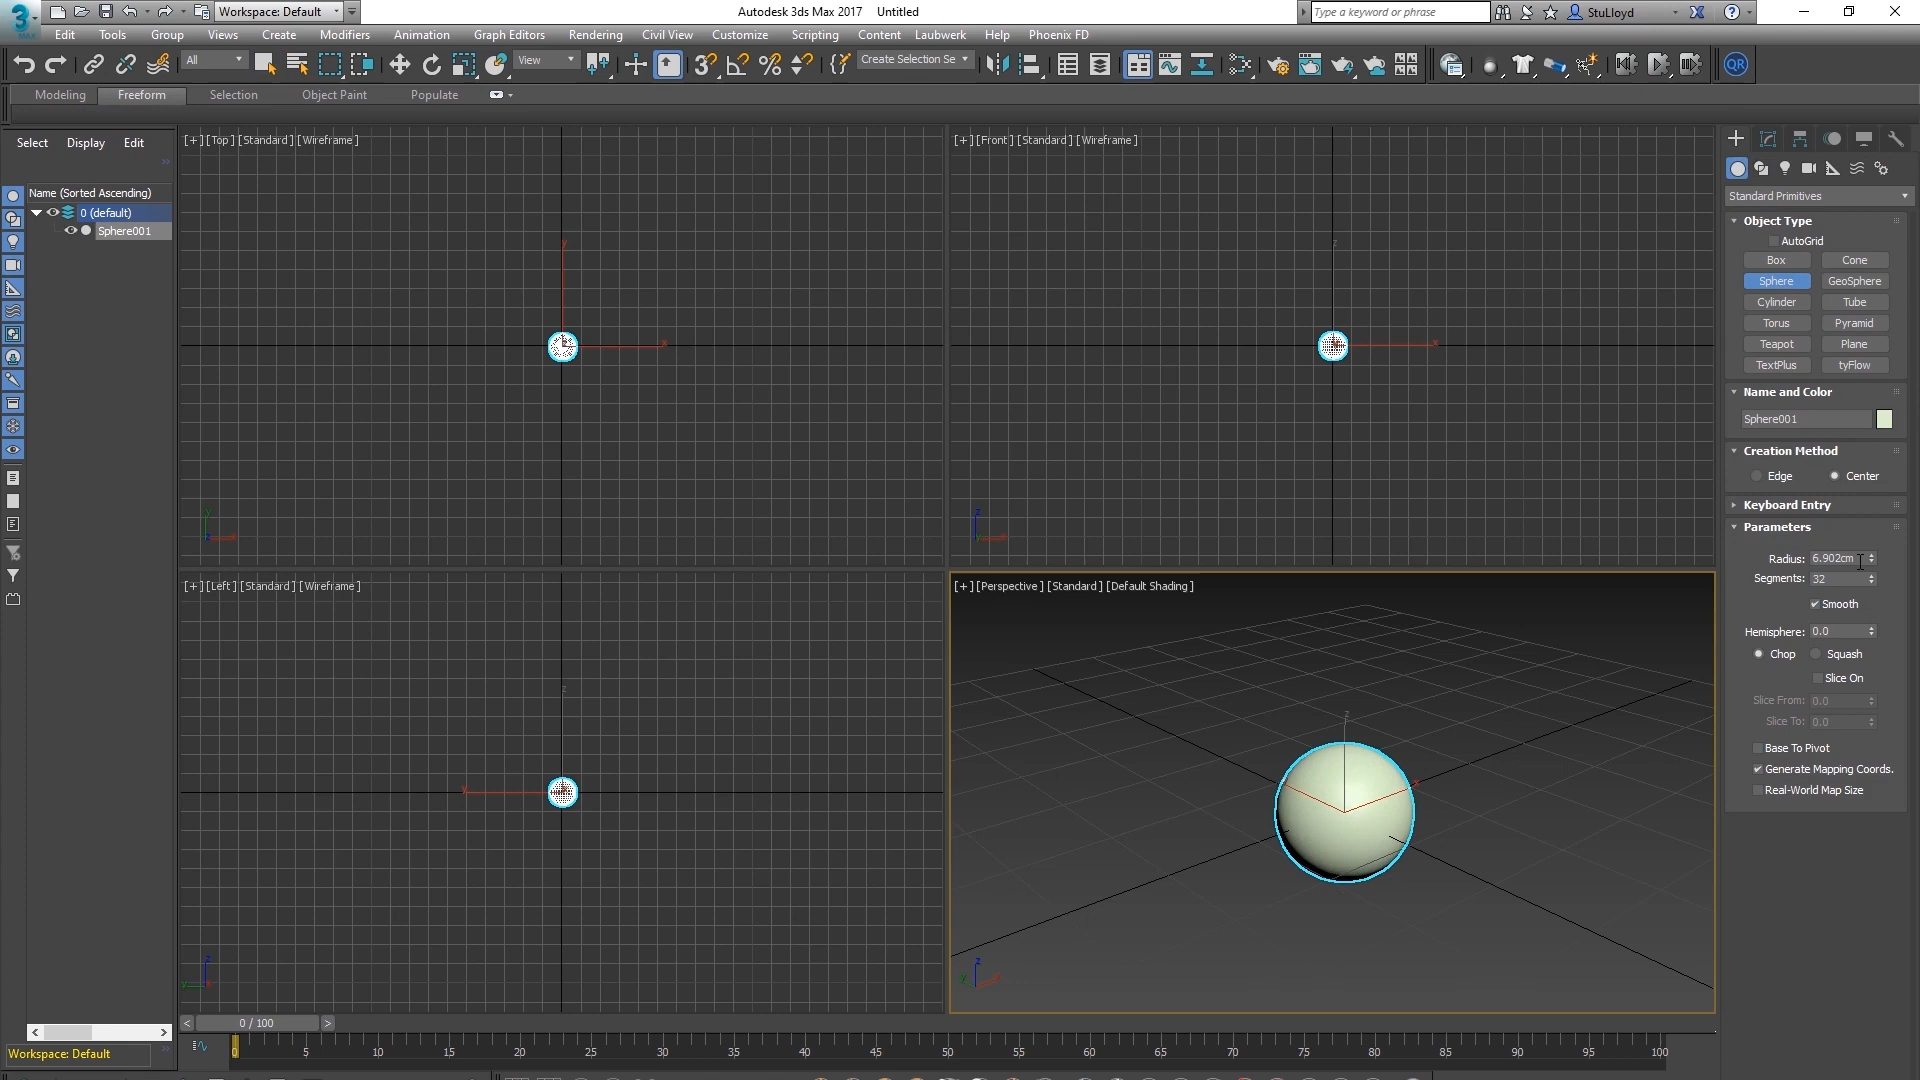 Workspace: Default
Autodesk 3ds Max 2017 Untitled
Type a keyword or phrase
StuLloyd
3
MAX
Edit Tools Group Views Create Modifiers Animation Graph Editors Rendering Civil View Customize Scripting Content Laubwerk Help Phoenix FD
All
View
Create Selection Se
QR
Modeling Freeform Selection Object Paint Populate
Select Display Edit
Name (Sorted Ascending)
0 (default)
Sphere001
[+][Top][Standard][Wireframe]
y
x
[+][Front][Standard][Wireframe]
z
x
[+][Left][Standard][Wireframe]
z
y
[+][Perspective][Standard][Default Shading]
z
x
Standard Primitives
Object Type
AutoGrid
Box Cone
Sphere GeoSphere
Cylinder Tube
Torus Pyramid
Teapot Plane
TextPlus tyFlow
Name and Color
Sphere001
Creation Method
Edge Center
Keyboard Entry
Parameters
Radius: 6.902cm
Segments: 32
Smooth
Hemisphere: 0.0
Chop Squash
Slice On
Slice From: 0.0
Slice To: 0.0
Base To Pivot
Generate Mapping Coords.
Real-World Map Size
< 0 / 100 >
0 5 10 15 20 25 30 35 40 45 50 55 60 65 70 75 80 85 90 95 100
Workspace: Default